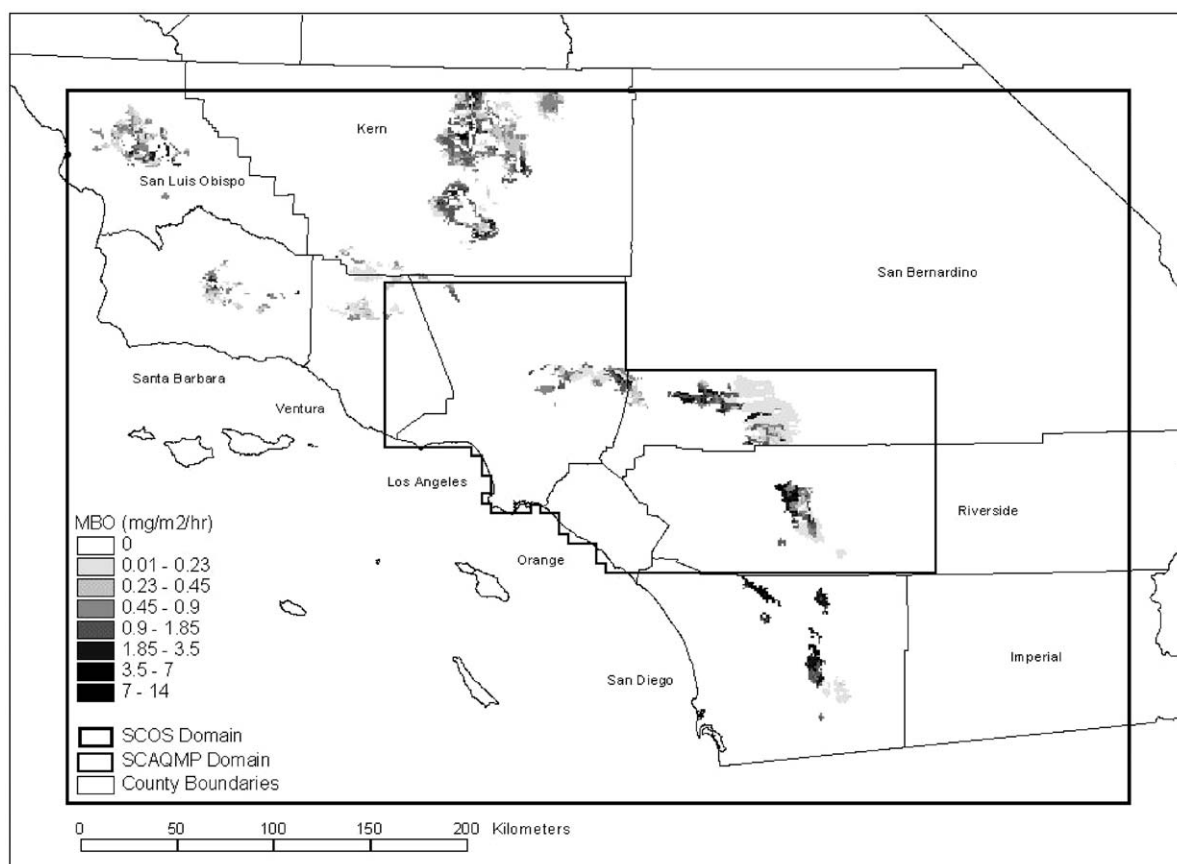 Kern
San Luis Obispo
San Bernardino
Santa Barbara
Ventura
Los Angeles
Riverside
Orange
San Diego
Imperial
MBO (mg/m2/hr)
0
0.01 - 0.23
0.23 - 0.45
0.45 - 0.9
0.9 - 1.85
1.85 - 3.5
3.5 - 7
7 - 14
SCOS Domain
SCAQMP Domain
County Boundaries
0 50 100 150 200 Kilometers